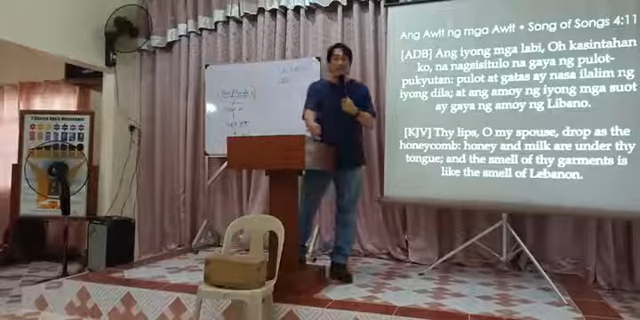 Ang Awit ng mga Awit • Song of Songs 4:11
[ADB] Ang iyong mga labi, Oh kasintahan
ko, na nagsisitulo na gaya ng pulot-
pukyutan: pulot at gatas ay nasa ilalim ng
iyong dila; at ang amoy ng iyong mga suot
ay gaya ng amoy ng Libano.
[KJV] Thy lips, O my spouse, drop as the
honeycomb: honey and milk are under thy
tongue; and the smell of thy garments is
like the smell of Lebanon.